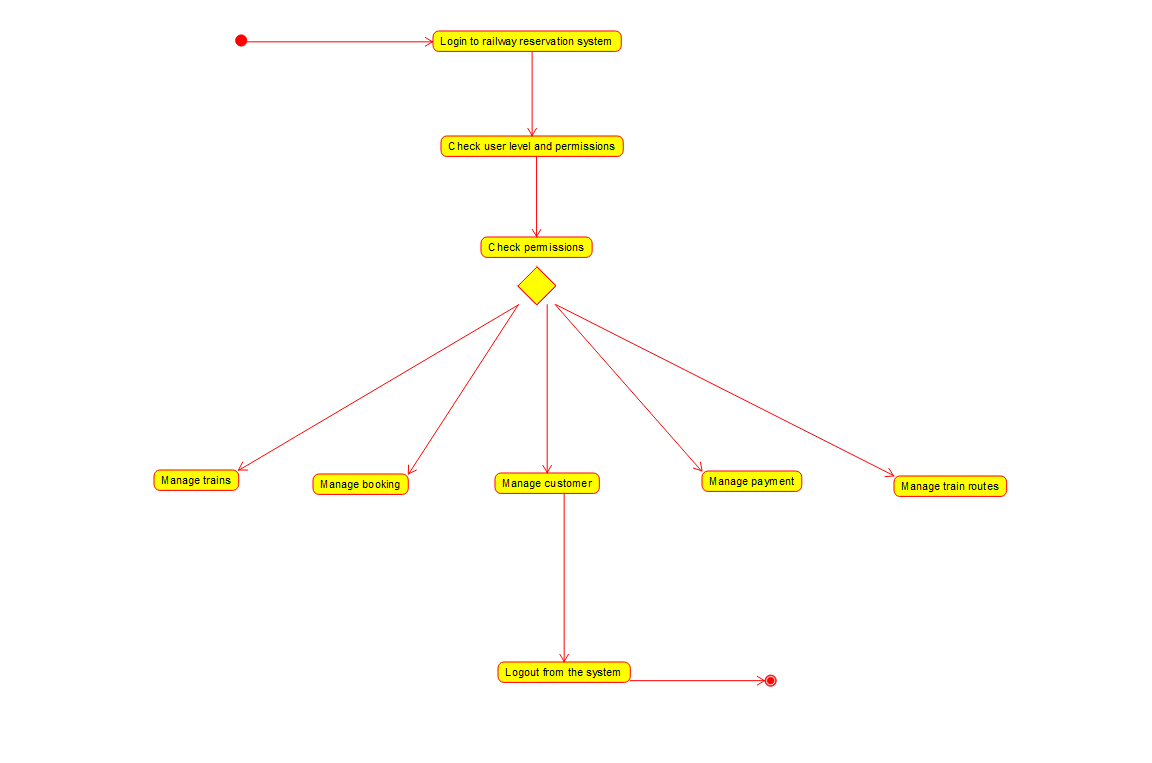 Login to railway reservation system
Check user level and permissions
Check permissions
Manage trains
Manage booking
Manage customer
Manage payment
Manage train routes
Logout from the system